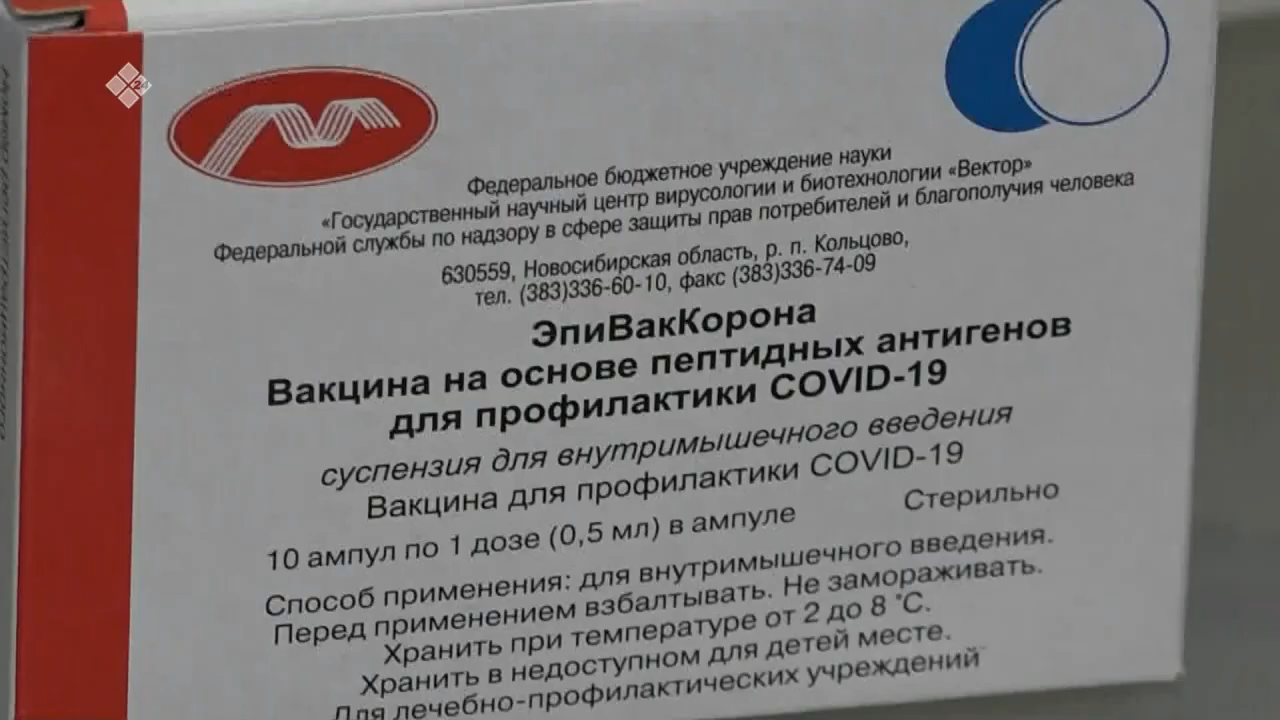 Федеральное бюджетное учреждение науки
«Государственный научный центр вирусологии и биотехнологии «Вектор»
Федеральной службы по надзору в сфере защиты прав потребителей и благополучия человека
630559, Новосибирская область, р. п. Кольцово,
тел. (383)336-60-10, факс (383)336-74-09
ЭпиВакКорона
Вакцина на основе пептидных антигенов
для профилактики COVID-19
суспензия для внутримышечного введения
Вакцина для профилактики COVID-19
10 ампул по 1 дозе (0,5 мл) в ампуле
Стерильно
Способ применения: для внутримышечного введения.
Перед применением взбалтывать. Не замораживать.
Хранить при температуре от 2 до 8 °С.
Хранить в недоступном для детей месте.
Для лечебно-профилактических учреждений